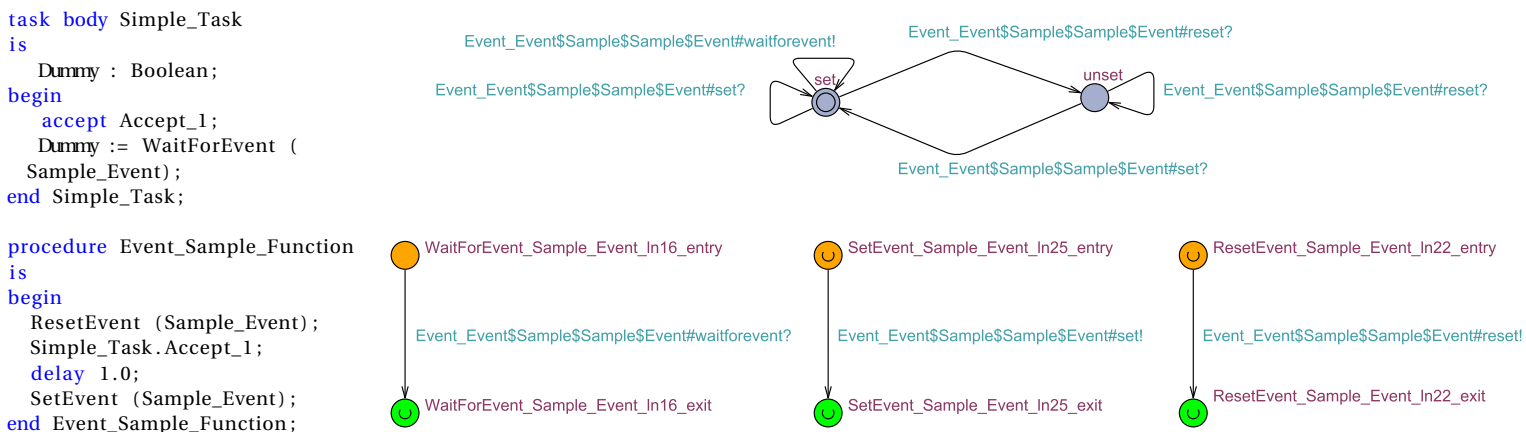 task body Simple_Task
is
Dummy : Boolean;
begin
accept Accept_1;
Dummy := WaitForEvent (
Sample_Event);
end Simple_Task;
procedure Event_Sample_Function
is
begin
ResetEvent (Sample_Event);
Simple_Task.Accept_1;
delay 1.0;
SetEvent (Sample_Event);
end Event_Sample_Function;
Event_Event$Sample$Sample$Event#waitforevent!
Event_Event$Sample$Sample$Event#reset?
set
unset
Event_Event$Sample$Sample$Event#set?
Event_Event$Sample$Sample$Event#reset?
Event_Event$Sample$Sample$Event#set?
WaitForEvent_Sample_Event_ln16_entry
Event_Event$Sample$Sample$Event#waitforevent?
WaitForEvent_Sample_Event_ln16_exit
SetEvent_Sample_Event_ln25_entry
Event_Event$Sample$Sample$Event#set!
SetEvent_Sample_Event_ln25_exit
ResetEvent_Sample_Event_ln22_entry
Event_Event$Sample$Sample$Event#reset!
ResetEvent_Sample_Event_ln22_exit